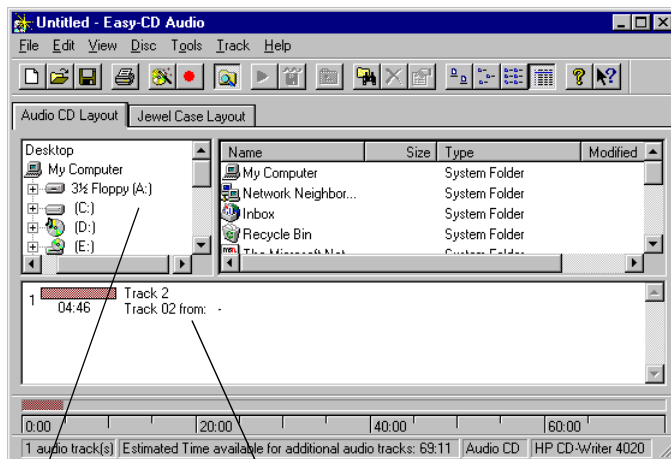 Untitled - Easy-CD Audio
File Edit View Disc Tools Track Help
Audio CD Layout Jewel Case Layout
Desktop
My Computer
3½ Floppy (A:)
(C:)
(D:)
(E:)
Name Size Type Modified
My Computer System Folder
Network Neighbor... System Folder
Inbox System Folder
Recycle Bin System Folder
1 Track 2
04:46 Track 02 from: -
0:00 20:00 40:00 60:00
1 audio track(s) Estimated Time available for additional audio tracks: 69:11 Audio CD HP CD-Writer 4020